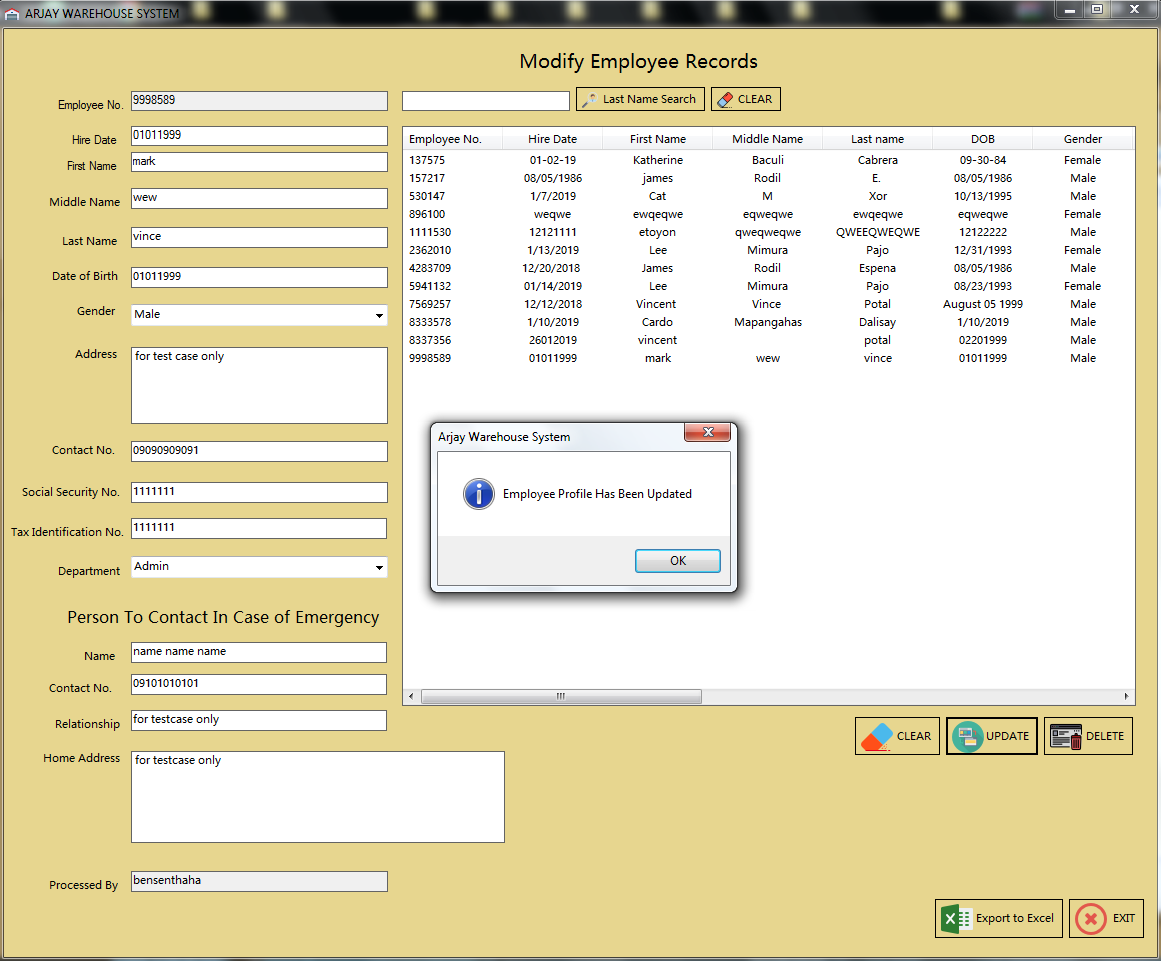 ARJAY WAREHOUSE SYSTEM
Modify Employee Records
Employee No. 9998589
Last Name Search CLEAR
Hire Date 01011999
First Name mark
Middle Name wew
Last Name vince
Date of Birth 01011999
Gender Male
Address for test case only
Contact No. 09090909091
Social Security No. 1111111
Tax Identification No. 1111111
Department Admin
Person To Contact In Case of Emergency
Name name name name
Contact No. 09101010101
Relationship for testcase only
Home Address for testcase only
Processed By bensenthaha
Employee No. Hire Date First Name Middle Name Last name DOB Gender
137575 01-02-19 Katherine Baculi Cabrera 09-30-84 Female
157217 08/05/1986 james Rodil E. 08/05/1986 Male
530147 1/7/2019 Cat M Xor 10/13/1995 Male
896100 weqwe ewqeqwe eqweqwe ewqeqwe eqweqwe Female
1111530 12121111 etoyon qweqweqwe QWEEQWEQWE 12122222 Male
2362010 1/13/2019 Lee Mimura Pajo 12/31/1993 Female
4283709 12/20/2018 James Rodil Espena 08/05/1986 Male
5941132 01/14/2019 Lee Mimura Pajo 08/23/1993 Female
7569257 12/12/2018 Vincent Vince Potal August 05 1999 Male
8333578 1/10/2019 Cardo Mapangahas Dalisay 1/10/2019 Male
8337356 26012019 vincent potal 02201999 Male
9998589 01011999 mark wew vince 01011999 Male
Arjay Warehouse System
Employee Profile Has Been Updated
OK
CLEAR UPDATE DELETE
Export to Excel EXIT